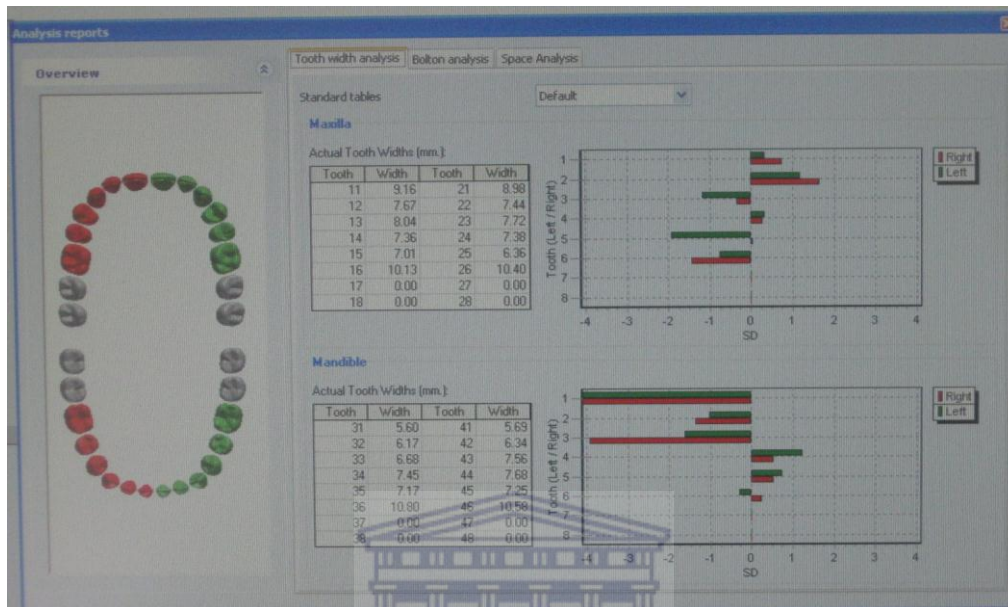 Analysis reports
Overview
Tooth width analysis Bolton analysis Space Analysis
Standard tables Default
Maxilla
Actual Tooth Widths (mm.):
Tooth Width Tooth Width
11 9.16 21 8.98
12 7.67 22 7.44
13 8.04 23 7.72
14 7.36 24 7.38
15 7.01 25 6.36
16 10.13 26 10.40
17 0.00 27 0.00
18 0.00 28 0.00
Tooth (Left / Right)
1
2
3
4
5
6
7
8
-4 -3 -2 -1 0 1 2 3 4
SD
Right
Left
Mandible
Actual Tooth Widths (mm.):
Tooth Width Tooth Width
31 5.60 41 5.69
32 6.17 42 6.34
33 6.68 43 7.56
34 7.45 44 7.68
35 7.17 45 7.25
36 10.80 46 10.58
37 0.00 47 0.00
38 0.00 48 0.00
Tooth (Left / Right)
1
2
3
4
5
6
7
8
-4 -3 -2 -1 0 1 2 3 4
SD
Right
Left